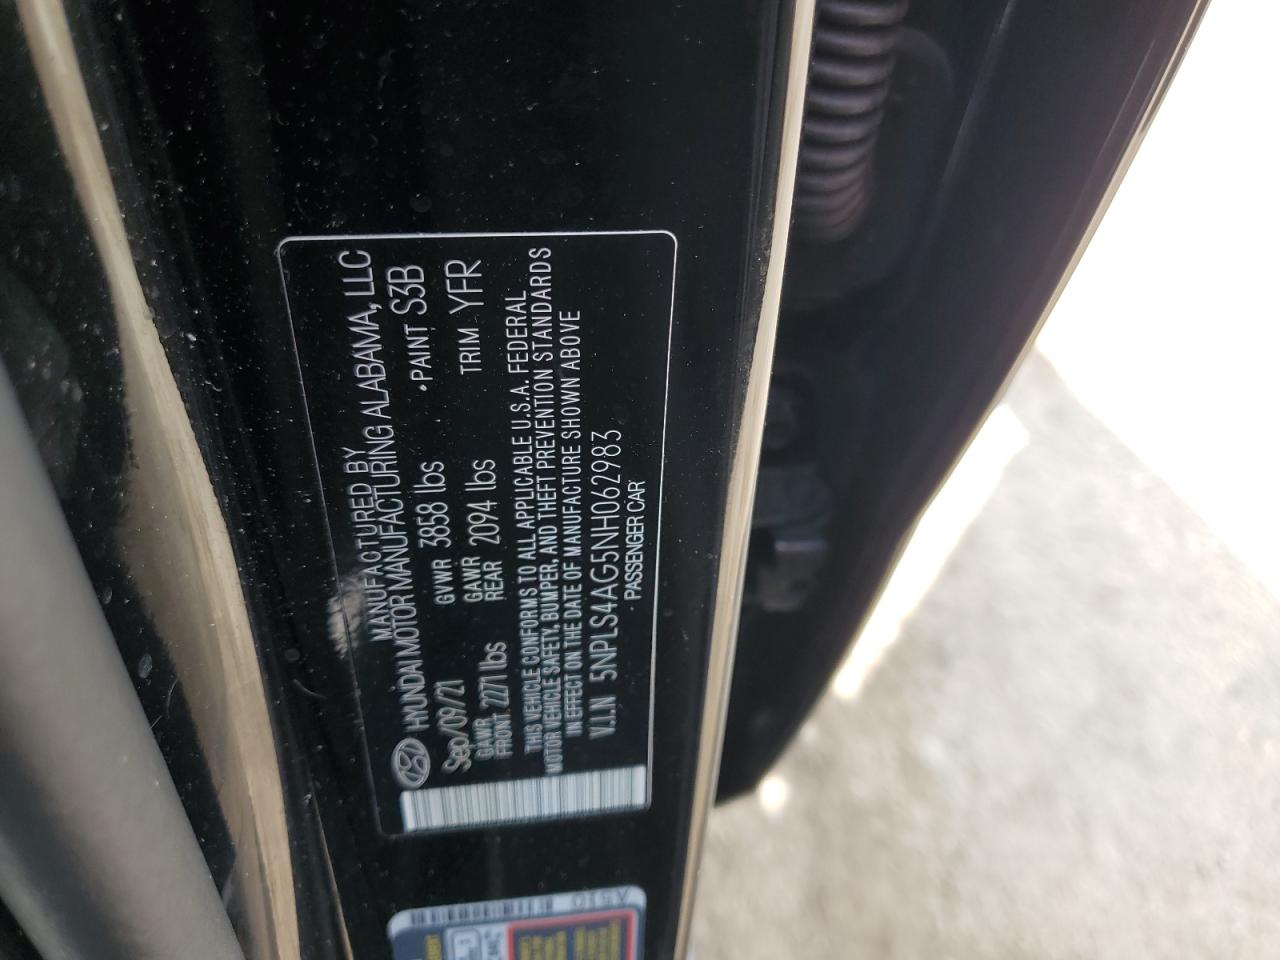 MANUFACTURED BY
HYUNDAI MOTOR MANUFACTURING ALABAMA, LLC
Sep/09/21 GVWR 3858 lbs • PAINT S3B
GAWR FRONT 2271 lbs GAWR REAR 2094 lbs TRIM YFR
THIS VEHICLE CONFORMS TO ALL APPLICABLE U.S.A. FEDERAL
MOTOR VEHICLE SAFETY, BUMPER, AND THEFT PREVENTION STANDARDS
IN EFFECT ON THE DATE OF MANUFACTURE SHOWN ABOVE
V.I.N 5NPLS4AG5NH062983
• PASSENGER CAR
A510